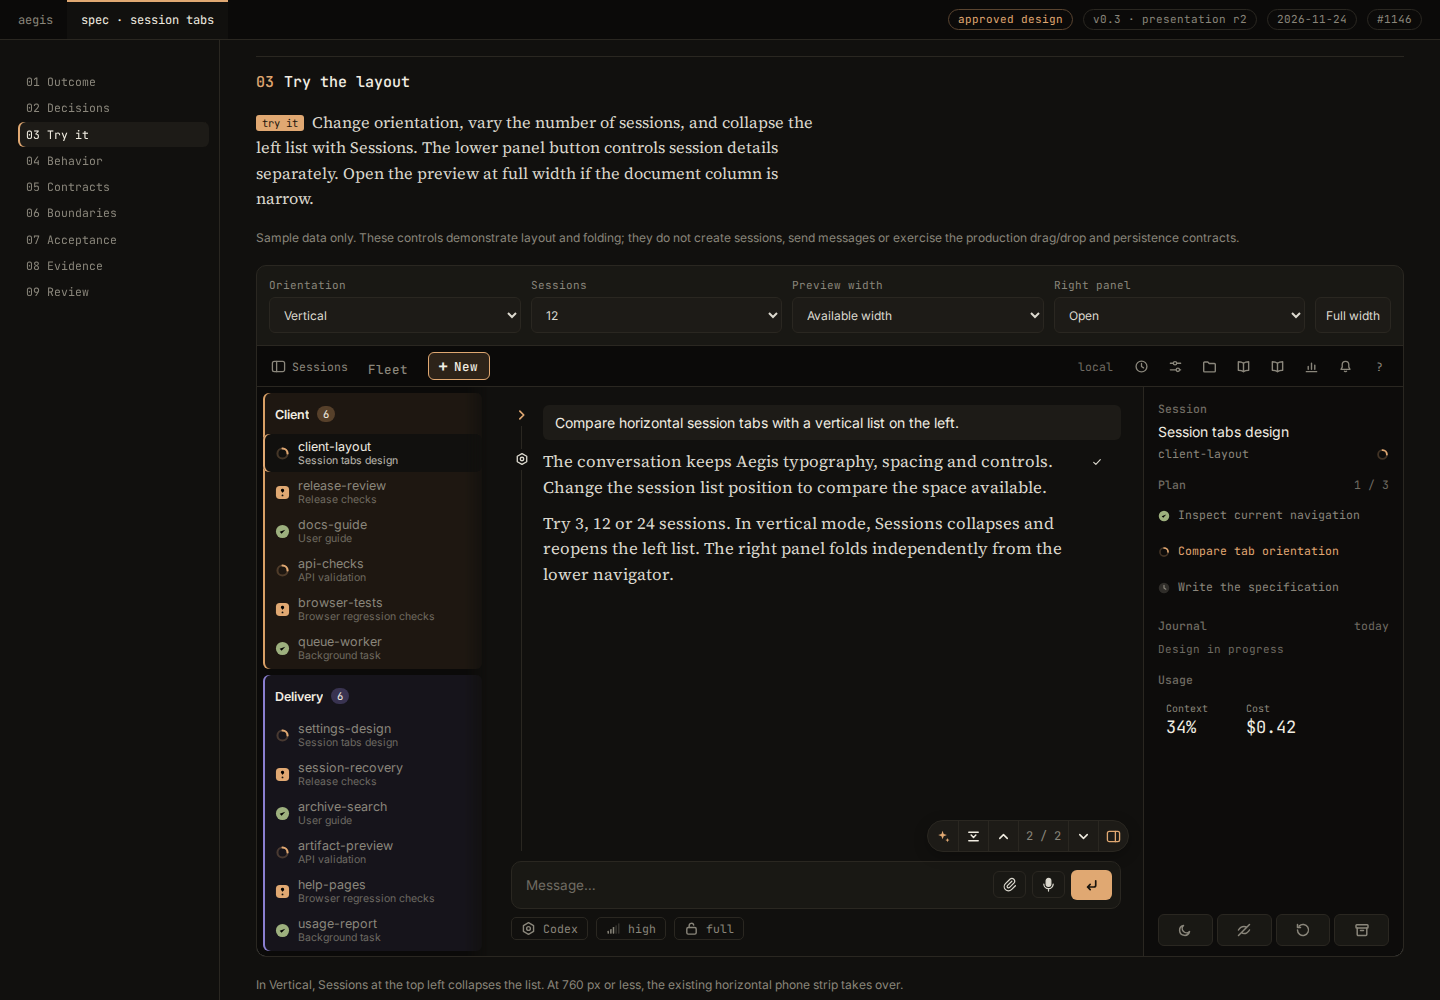 aegis
spec · session tabs
approved design
v0.3 · presentation r2
2026-11-24
#1146
01 Outcome
02 Decisions
03 Try it
04 Behavior
05 Contracts
06 Boundaries
07 Acceptance
08 Evidence
09 Review
03 Try the layout
try it Change orientation, vary the number of sessions, and collapse the
left list with Sessions. The lower panel button controls session details
separately. Open the preview at full width if the document column is
narrow.
Sample data only. These controls demonstrate layout and folding; they do not create sessions, send messages or exercise the production drag/drop and persistence contracts.
Orientation
Sessions
Preview width
Right panel
Vertical
12
Available width
Open
Full width
Sessions
Fleet
+ New
local
?
Client 6
client-layout
Session tabs design
release-review
Release checks
docs-guide
User guide
api-checks
API validation
browser-tests
Browser regression checks
queue-worker
Background task
Delivery 6
settings-design
Session tabs design
session-recovery
Release checks
archive-search
User guide
artifact-preview
API validation
help-pages
Browser regression checks
usage-report
Background task
Compare horizontal session tabs with a vertical list on the left.
The conversation keeps Aegis typography, spacing and controls.
Change the session list position to compare the space available.
Try 3, 12 or 24 sessions. In vertical mode, Sessions collapses and
reopens the left list. The right panel folds independently from the
lower navigator.
2 / 2
Message...
Codex
high
full
Session
Session tabs design
client-layout
Plan
1 / 3
Inspect current navigation
Compare tab orientation
Write the specification
Journal
today
Design in progress
Usage
Context
Cost
34%
$0.42
In Vertical, Sessions at the top left collapses the list. At 760 px or less, the existing horizontal phone strip takes over.